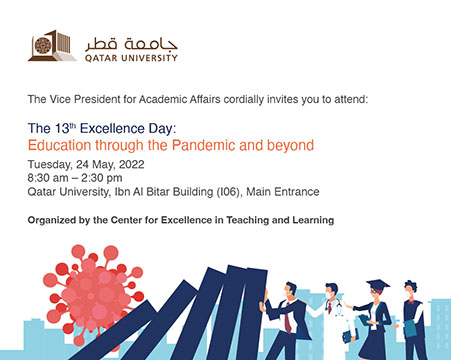 جامعة قطر
QATAR UNIVERSITY
The Vice President for Academic Affairs cordially invites you to attend:
The 13th Excellence Day:
Education through the Pandemic and beyond
Tuesday, 24 May, 2022
8:30 am – 2:30 pm
Qatar University, Ibn Al Bitar Building (I06), Main Entrance
Organized by the Center for Excellence in Teaching and Learning